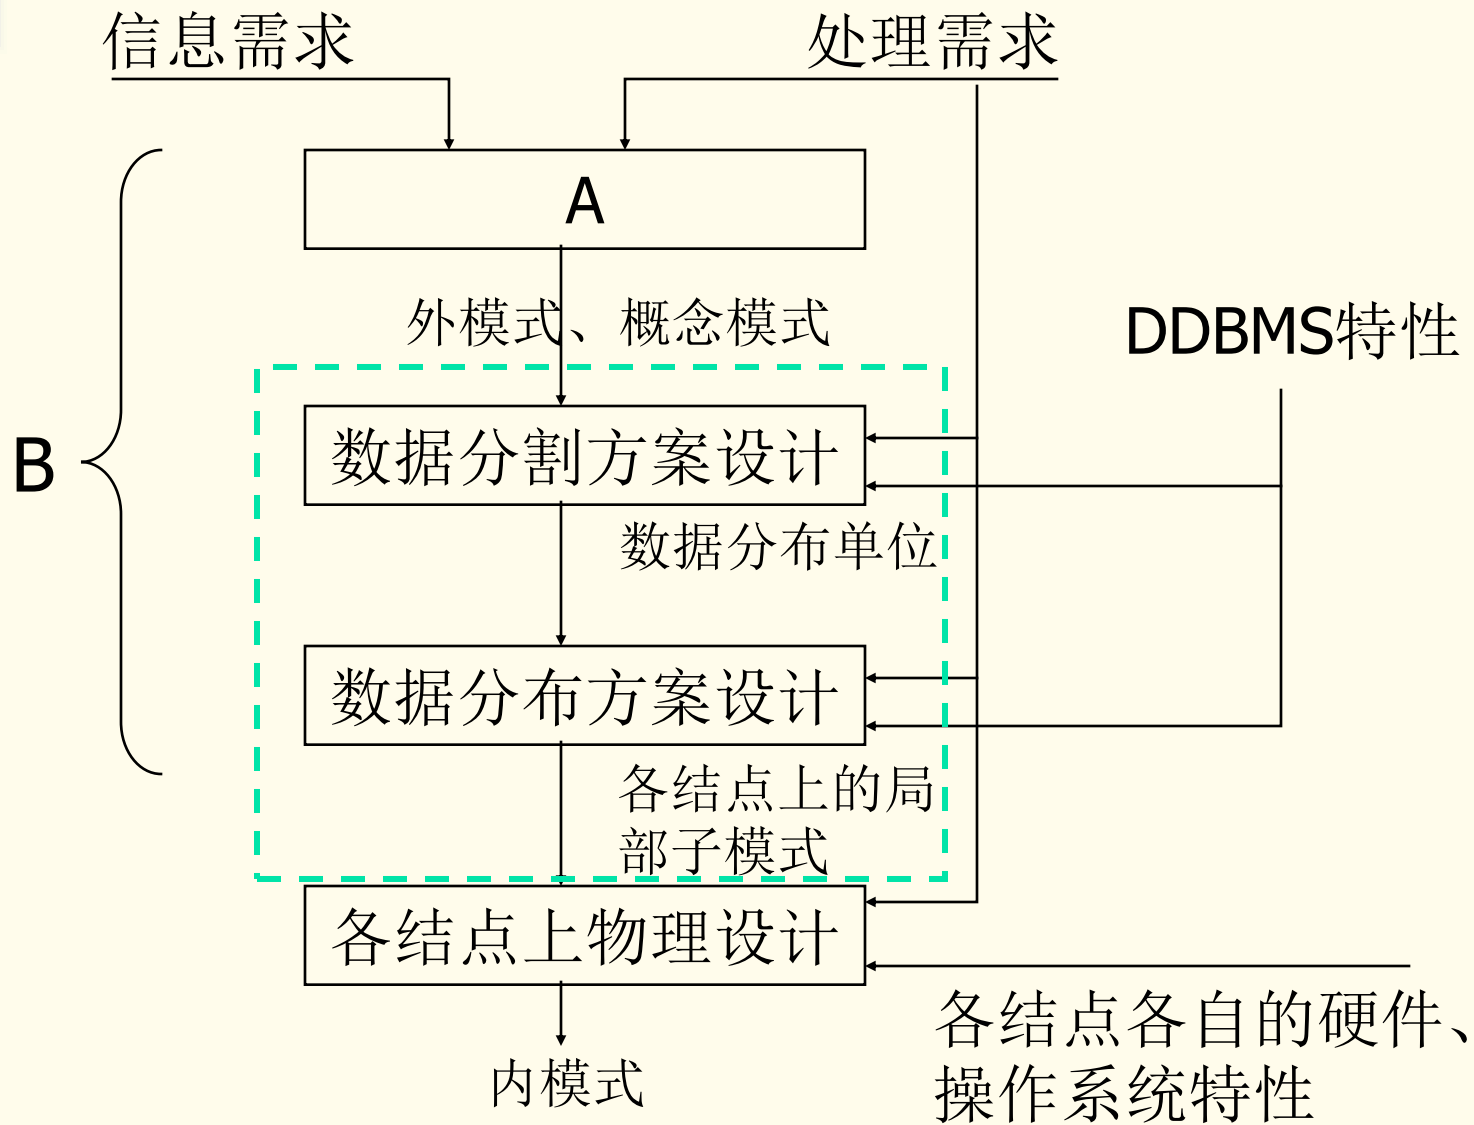 信息需求
处理需求
A
外模式、概念模式
DDBMS特性
数据分割方案设计
B
数据分布单位
数据分布方案设计
各结点上的局
部子模式
各结点上物理设计
各结点各自的硬件、
操作系统特性
内模式